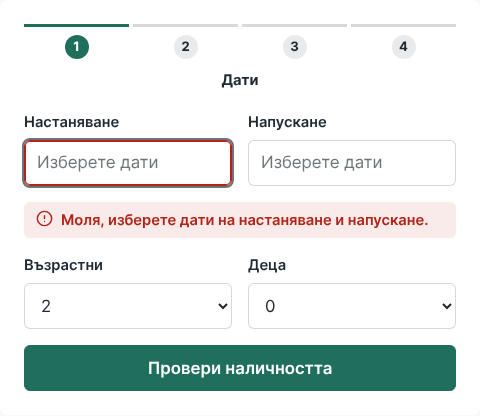 1 2 3 4
Дати
Настаняване Напускане
Изберете дати Изберете дати
Моля, изберете дати на настаняване и напускане.
Възрастни Деца
2 0
Провери наличността